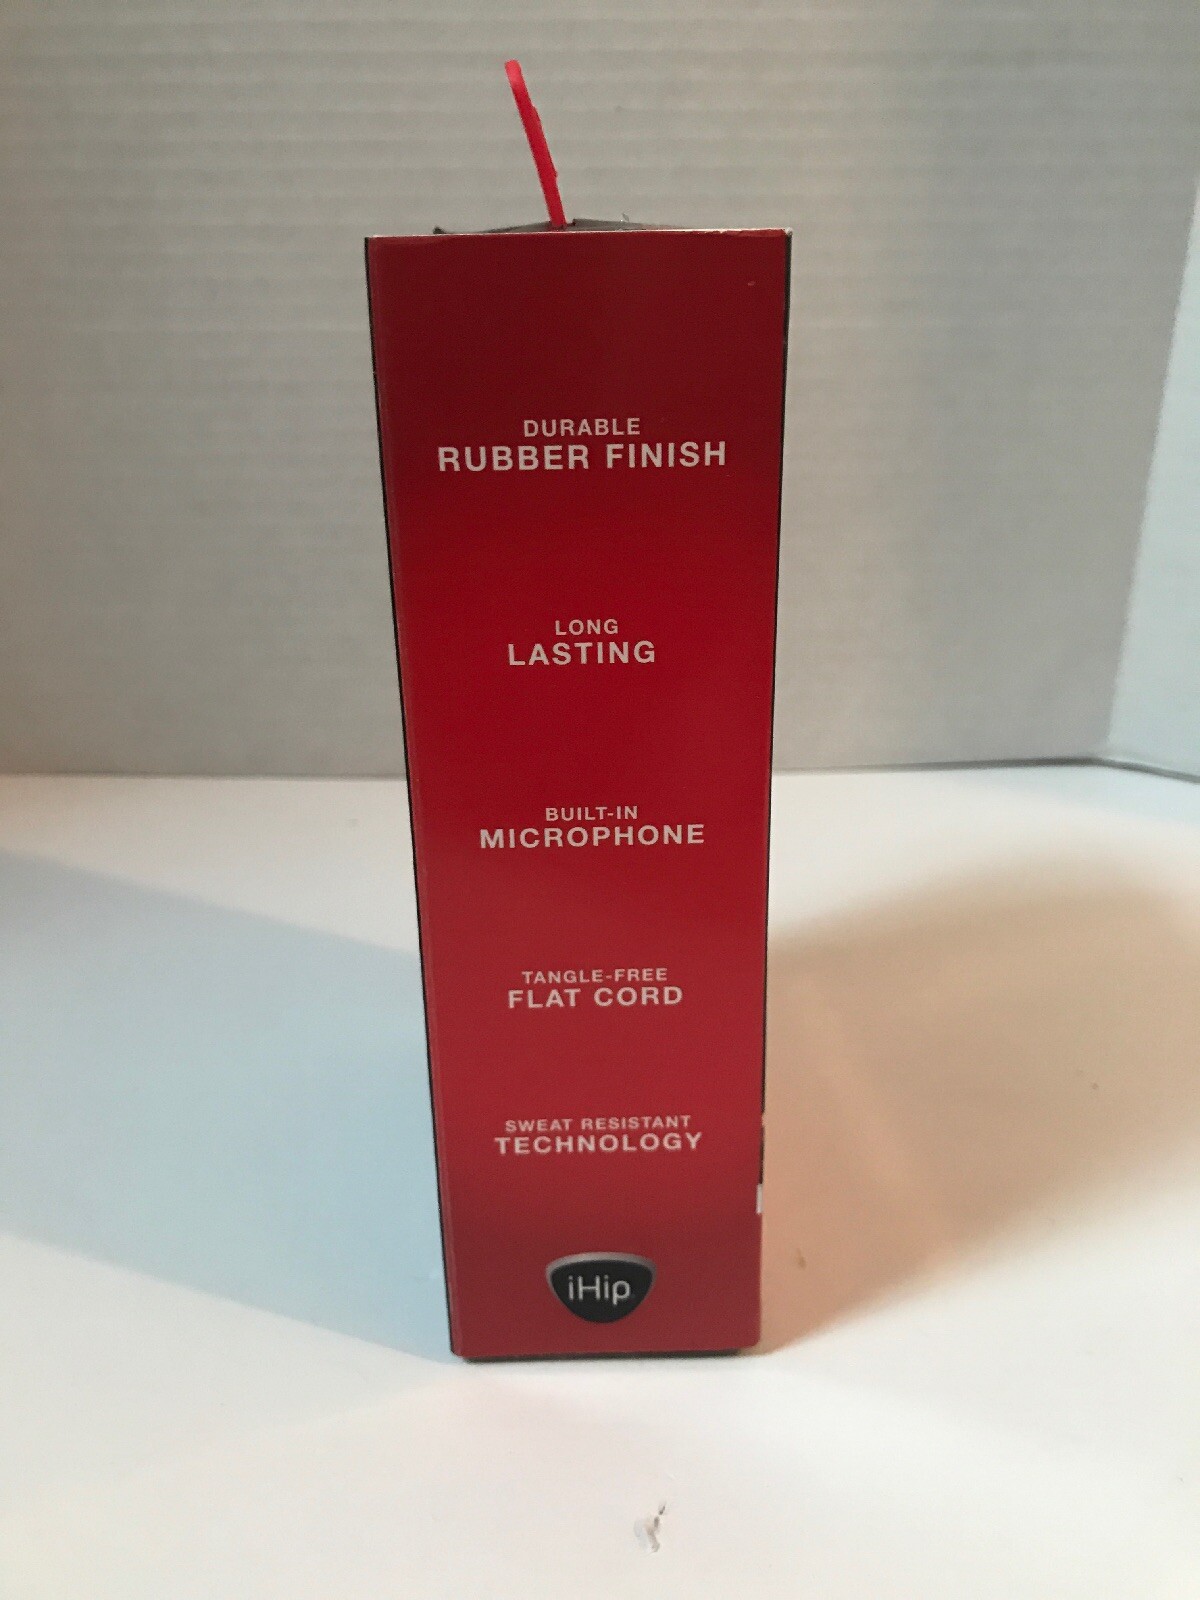 DURABLE
RUBBER FINISH
LONG
LASTING
BUILT-IN
MICROPHONE
TANGLE-FREE
FLAT CORD
SWEAT RESISTANT
TECHNOLOGY
iHip